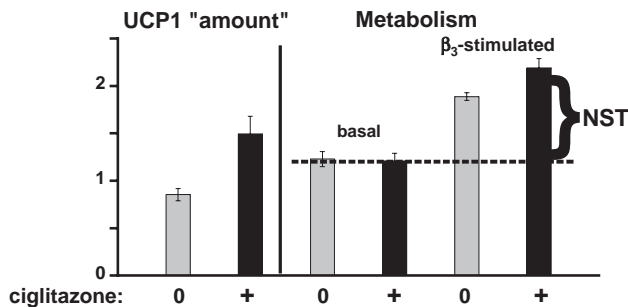 UCP1 "amount" Metabolism
β₃-stimulated
2
NST
basal
1
0
ciglitazone: 0 + 0 + 0 +